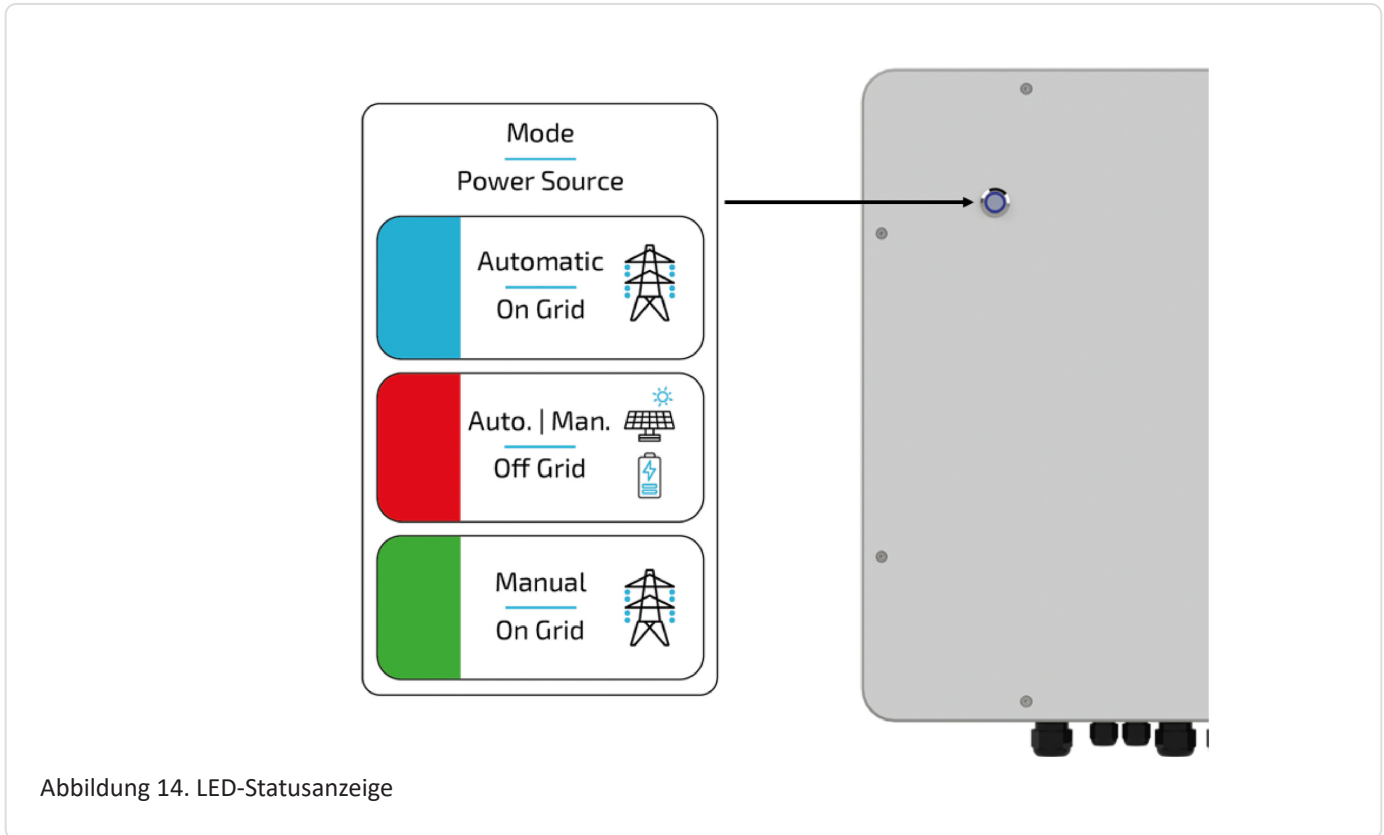 Mode
Power Source
Automatic
On Grid
Auto. | Man.
Off Grid
Manual
On Grid
Abbildung 14. LED-Statusanzeige